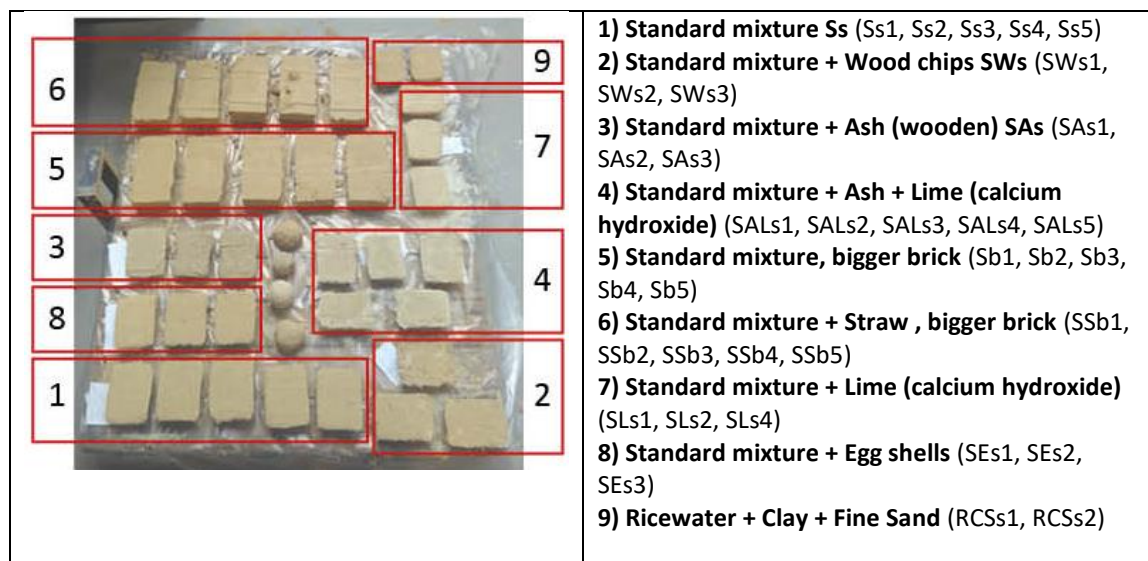 6
9
7
5
3
4
8
1
2
1) Standard mixture Ss (Ss1, Ss2, Ss3, Ss4, Ss5)
2) Standard mixture + Wood chips SWs (SWs1,
SWs2, SWs3)
3) Standard mixture + Ash (wooden) SAs (SAs1,
SAs2, SAs3)
4) Standard mixture + Ash + Lime (calcium
hydroxide) (SALs1, SALs2, SALs3, SALs4, SALs5)
5) Standard mixture, bigger brick (Sb1, Sb2, Sb3,
Sb4, Sb5)
6) Standard mixture + Straw , bigger brick (SSb1,
SSb2, SSb3, SSb4, SSb5)
7) Standard mixture + Lime (calcium hydroxide)
(SLs1, SLs2, SLs4)
8) Standard mixture + Egg shells (SEs1, SEs2,
SEs3)
9) Ricewater + Clay + Fine Sand (RCSs1, RCSs2)